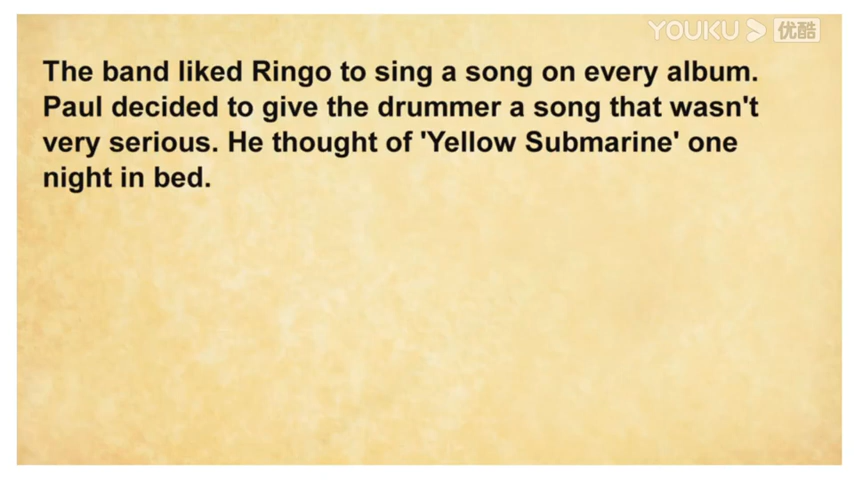 YOUKU 优酷
The band liked Ringo to sing a song on every album.
Paul decided to give the drummer a song that wasn't
very serious. He thought of 'Yellow Submarine' one
night in bed.